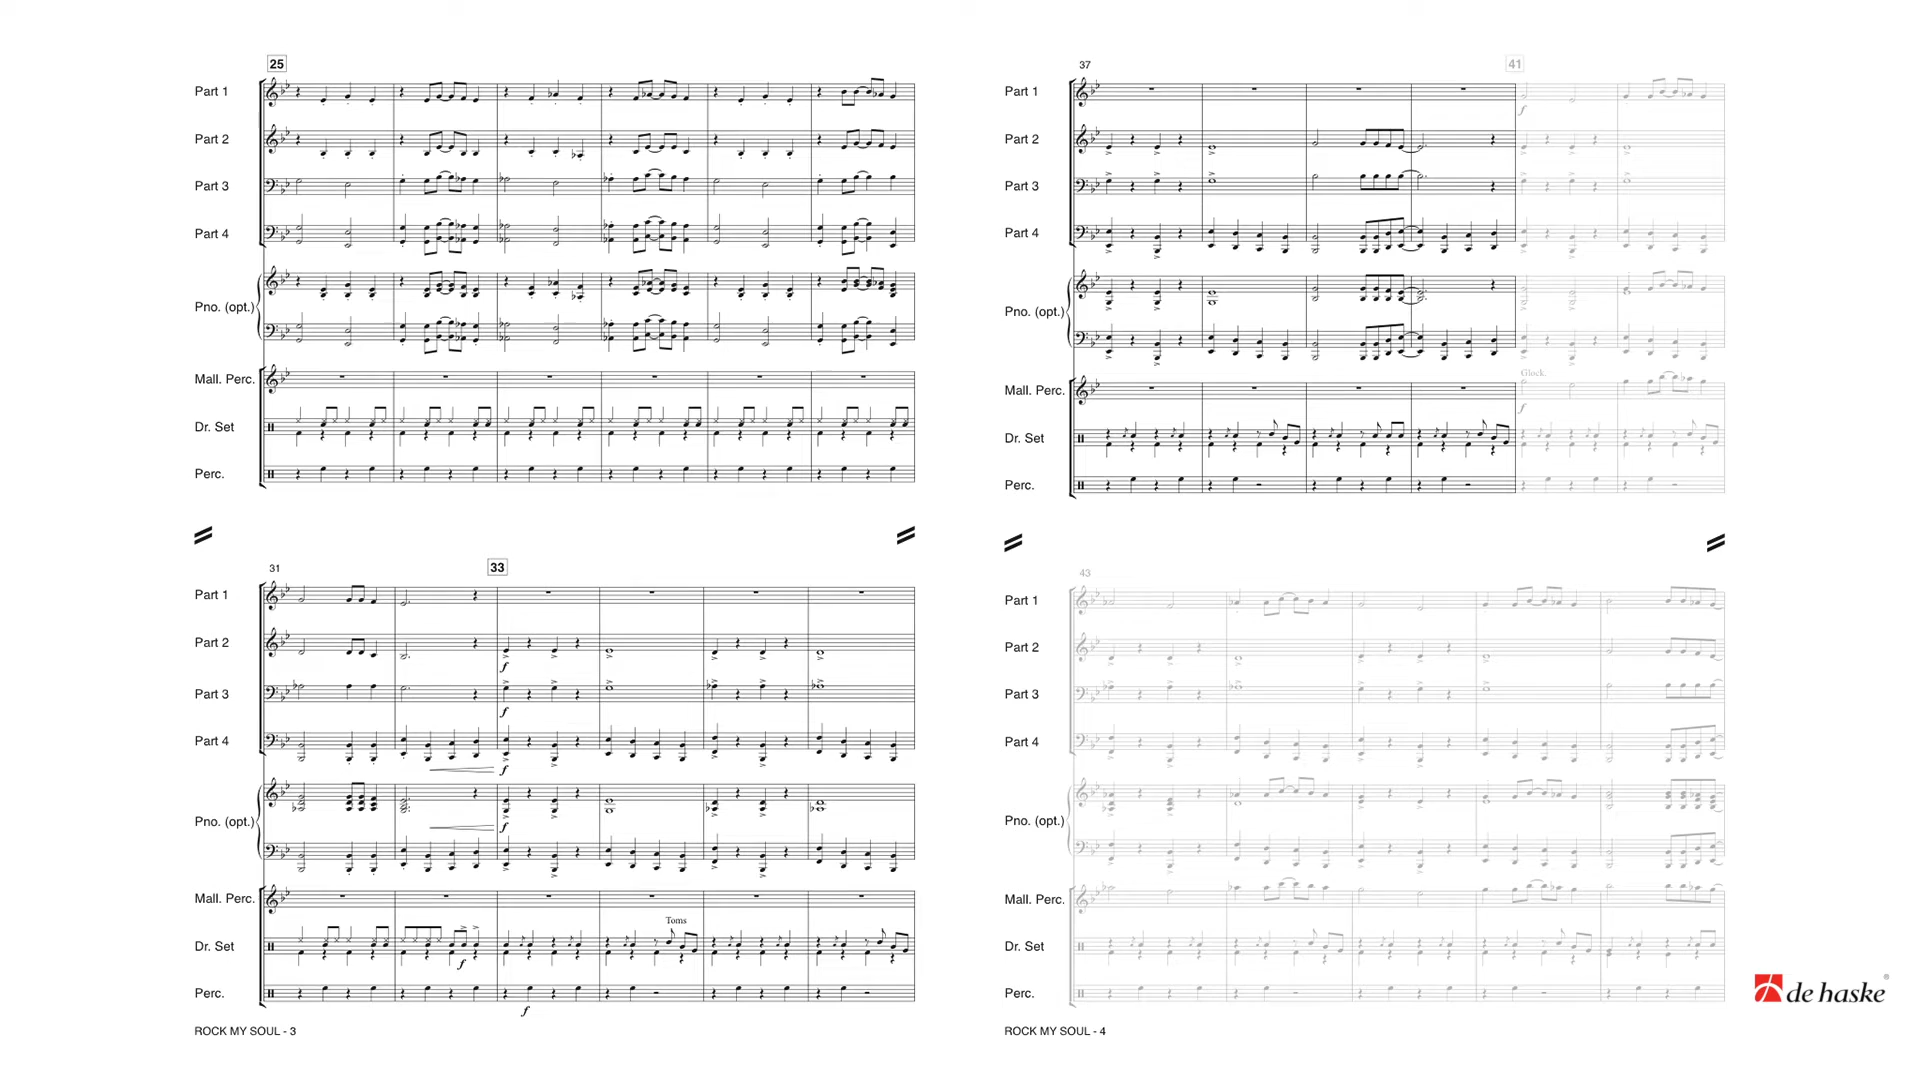 25
Part 1
Part 2
Part 3
Part 4
Pno. (opt.)
Mall. Perc.
Dr. Set
Perc.
31
33
Part 1
Part 2
f
Part 3
f
Part 4
f
Pno. (opt.)
f
Mall. Perc.
Toms
Dr. Set
f
Perc.
f
ROCK MY SOUL - 3
37
41
Part 1
f
Part 2
Part 3
Part 4
Pno. (opt.)
Glock.
Mall. Perc.
f
Dr. Set
Perc.
43
Part 1
Part 2
Part 3
Part 4
Pno. (opt.)
Mall. Perc.
Dr. Set
Perc.
ROCK MY SOUL - 4
de haske®